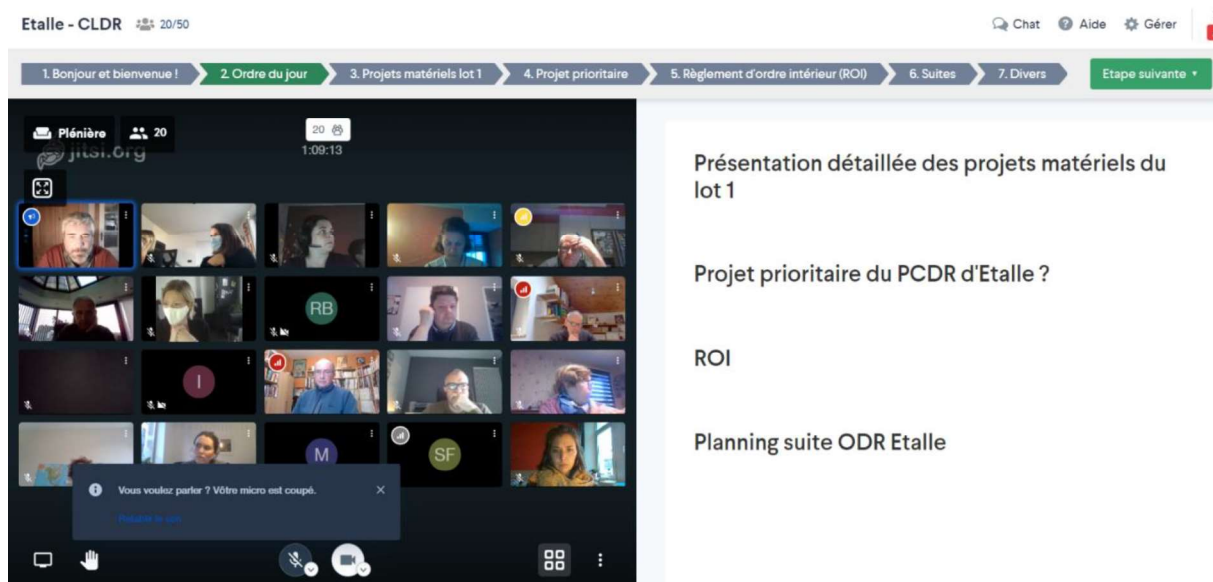 Etalle - CLDR 20/50
Chat Aide Gérer
1. Bonjour et bienvenue ! 2. Ordre du jour 3. Projets matériels lot 1 4. Projet prioritaire 5. Règlement d'ordre intérieur (ROI) 6. Suites 7. Divers Etape suivante
Plénière 20
20
jitsi.org
1:09:13
RB
I
M
SF
Vous voulez parler ? Vôtre micro est coupé.
Présentation détaillée des projets matériels du
lot 1
Projet prioritaire du PCDR d'Etalle ?
ROI
Planning suite ODR Etalle